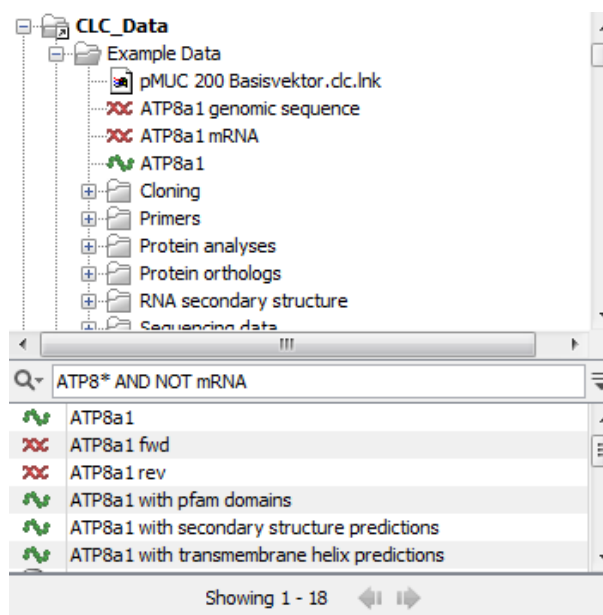 CLC_Data
Example Data
pMUC 200 Basisvektor.clc.lnk
ATP8a1 genomic sequence
ATP8a1 mRNA
ATP8a1
Cloning
Primers
Protein analyses
Protein orthologs
RNA secondary structure
Sequencing data
ATP8* AND NOT mRNA
ATP8a1
ATP8a1 fwd
ATP8a1 rev
ATP8a1 with pfam domains
ATP8a1 with secondary structure predictions
ATP8a1 with transmembrane helix predictions
Showing 1 - 18